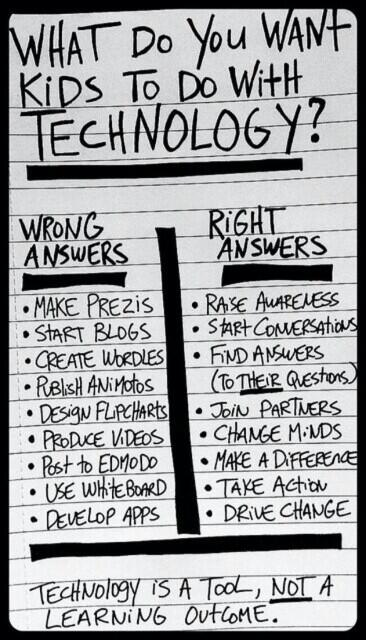 WHAT DO YOU WANT
KIDS TO DO WITH
TECHNOLOGY?
WRONG
ANSWERS
• MAKE PREZIS
• START BLOGS
• CREATE WORDLES
• PUBLISH ANIMOTOS
• DESIGN FLIPCHARTS
• PRODUCE VIDEOS
• POST TO EDMODO
• USE WHITEBOARD
• DEVELOP APPS
RIGHT
ANSWERS
• RAISE AWARENESS
• START CONVERSATIONS
• FIND ANSWERS
(TO THEIR QUESTIONS)
• JOIN PARTNERS
• CHANGE MINDS
• MAKE A DIFFERENCE
• TAKE ACTION
• DRIVE CHANGE
TECHNOLOGY IS A TOOL, NOT A
LEARNING OUTCOME.